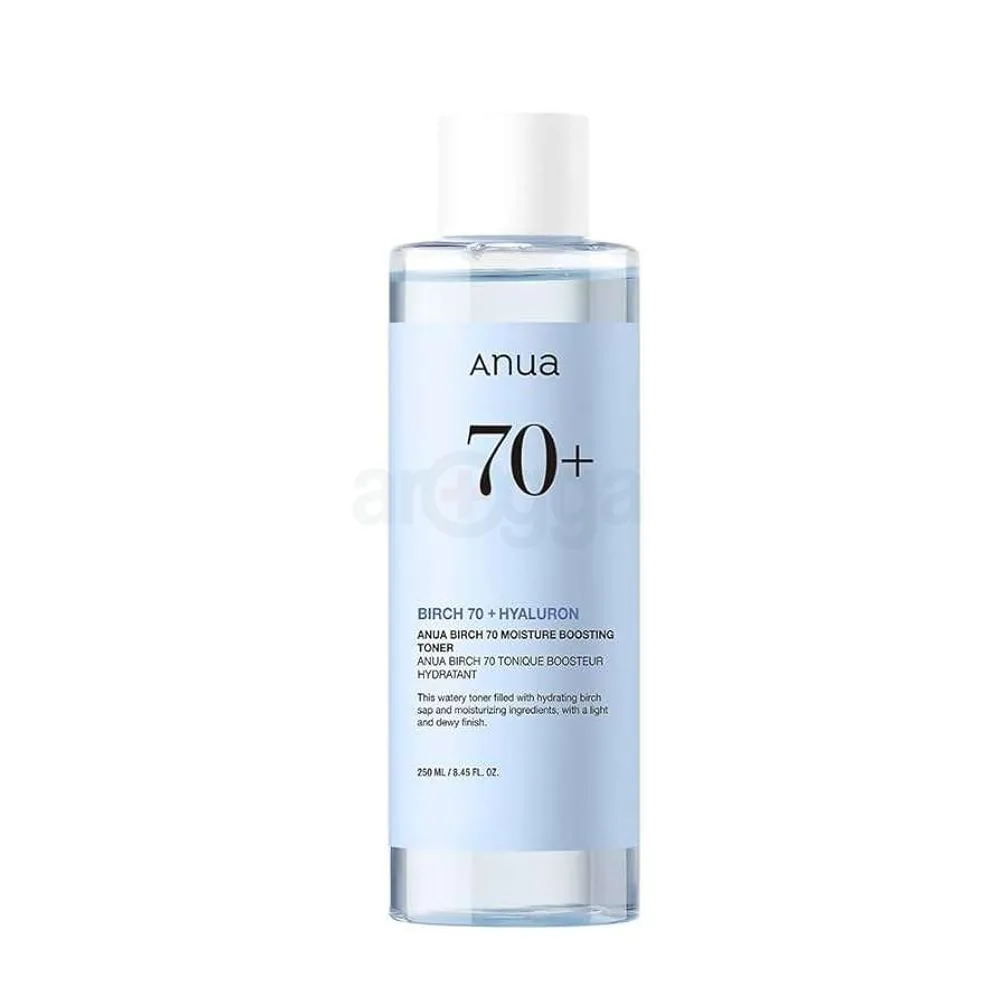 Anua
70+
arogga
BIRCH 70 + HYALURON
ANUA BIRCH 70 MOISTURE BOOSTING
TONER
ANUA BIRCH 70 TONIQUE BOOSTEUR
HYDRATANT
This watery toner filled with hydrating birch
sap and moisturizing ingredients, with a light
and dewy finish.
250 ML / 8.45 FL. OZ.